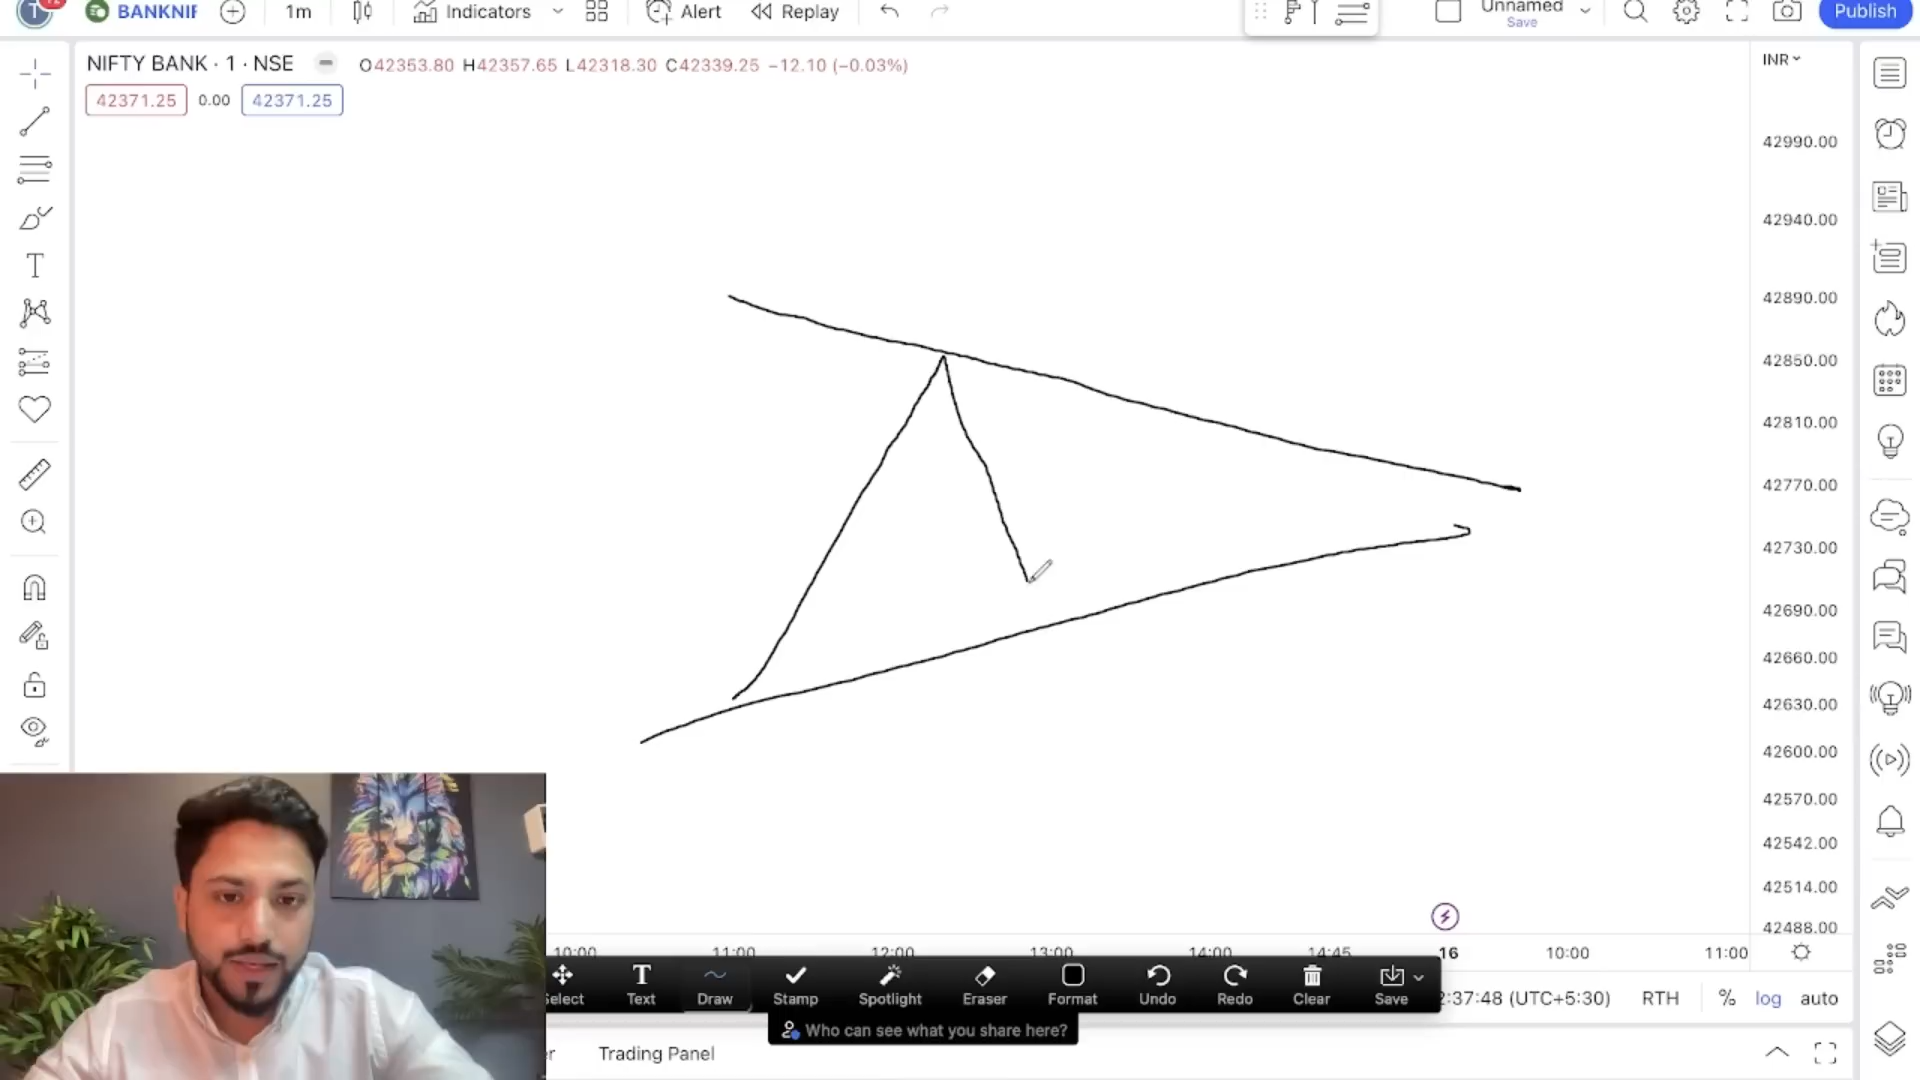 BANKNIF 1m Indicators Alert Replay Unnamed Save Publish
NIFTY BANK · 1 · NSE O42353.80 H42357.65 L42318.30 C42339.25 −12.10 (−0.03%)
42371.25 0.00 42371.25
INR
42990.00
42940.00
42890.00
42850.00
42810.00
42770.00
42730.00
42690.00
42660.00
42630.00
42600.00
42570.00
42542.00
42514.00
42488.00
10:00 11:00 12:00 13:00 14:00 14:45 16 10:00 11:00
Select Text Draw Stamp Spotlight Eraser Format Undo Redo Clear Save
:37:48 (UTC+5:30) RTH % log auto
Who can see what you share here?
Trading Panel